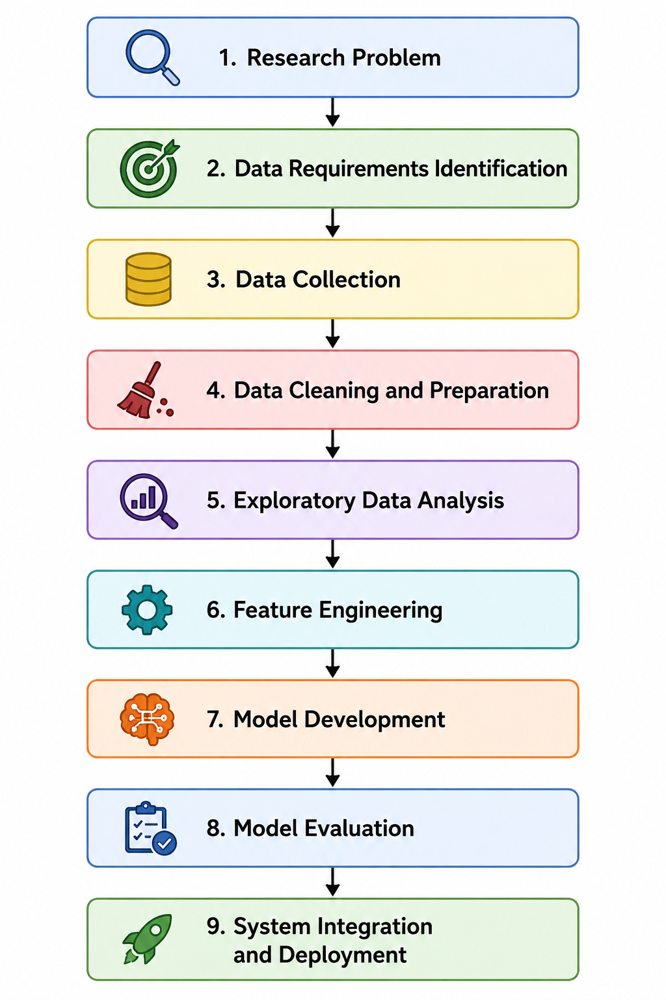 1. Research Problem
2. Data Requirements Identification
3. Data Collection
4. Data Cleaning and Preparation
5. Exploratory Data Analysis
6. Feature Engineering
7. Model Development
8. Model Evaluation
9. System Integration
and Deployment